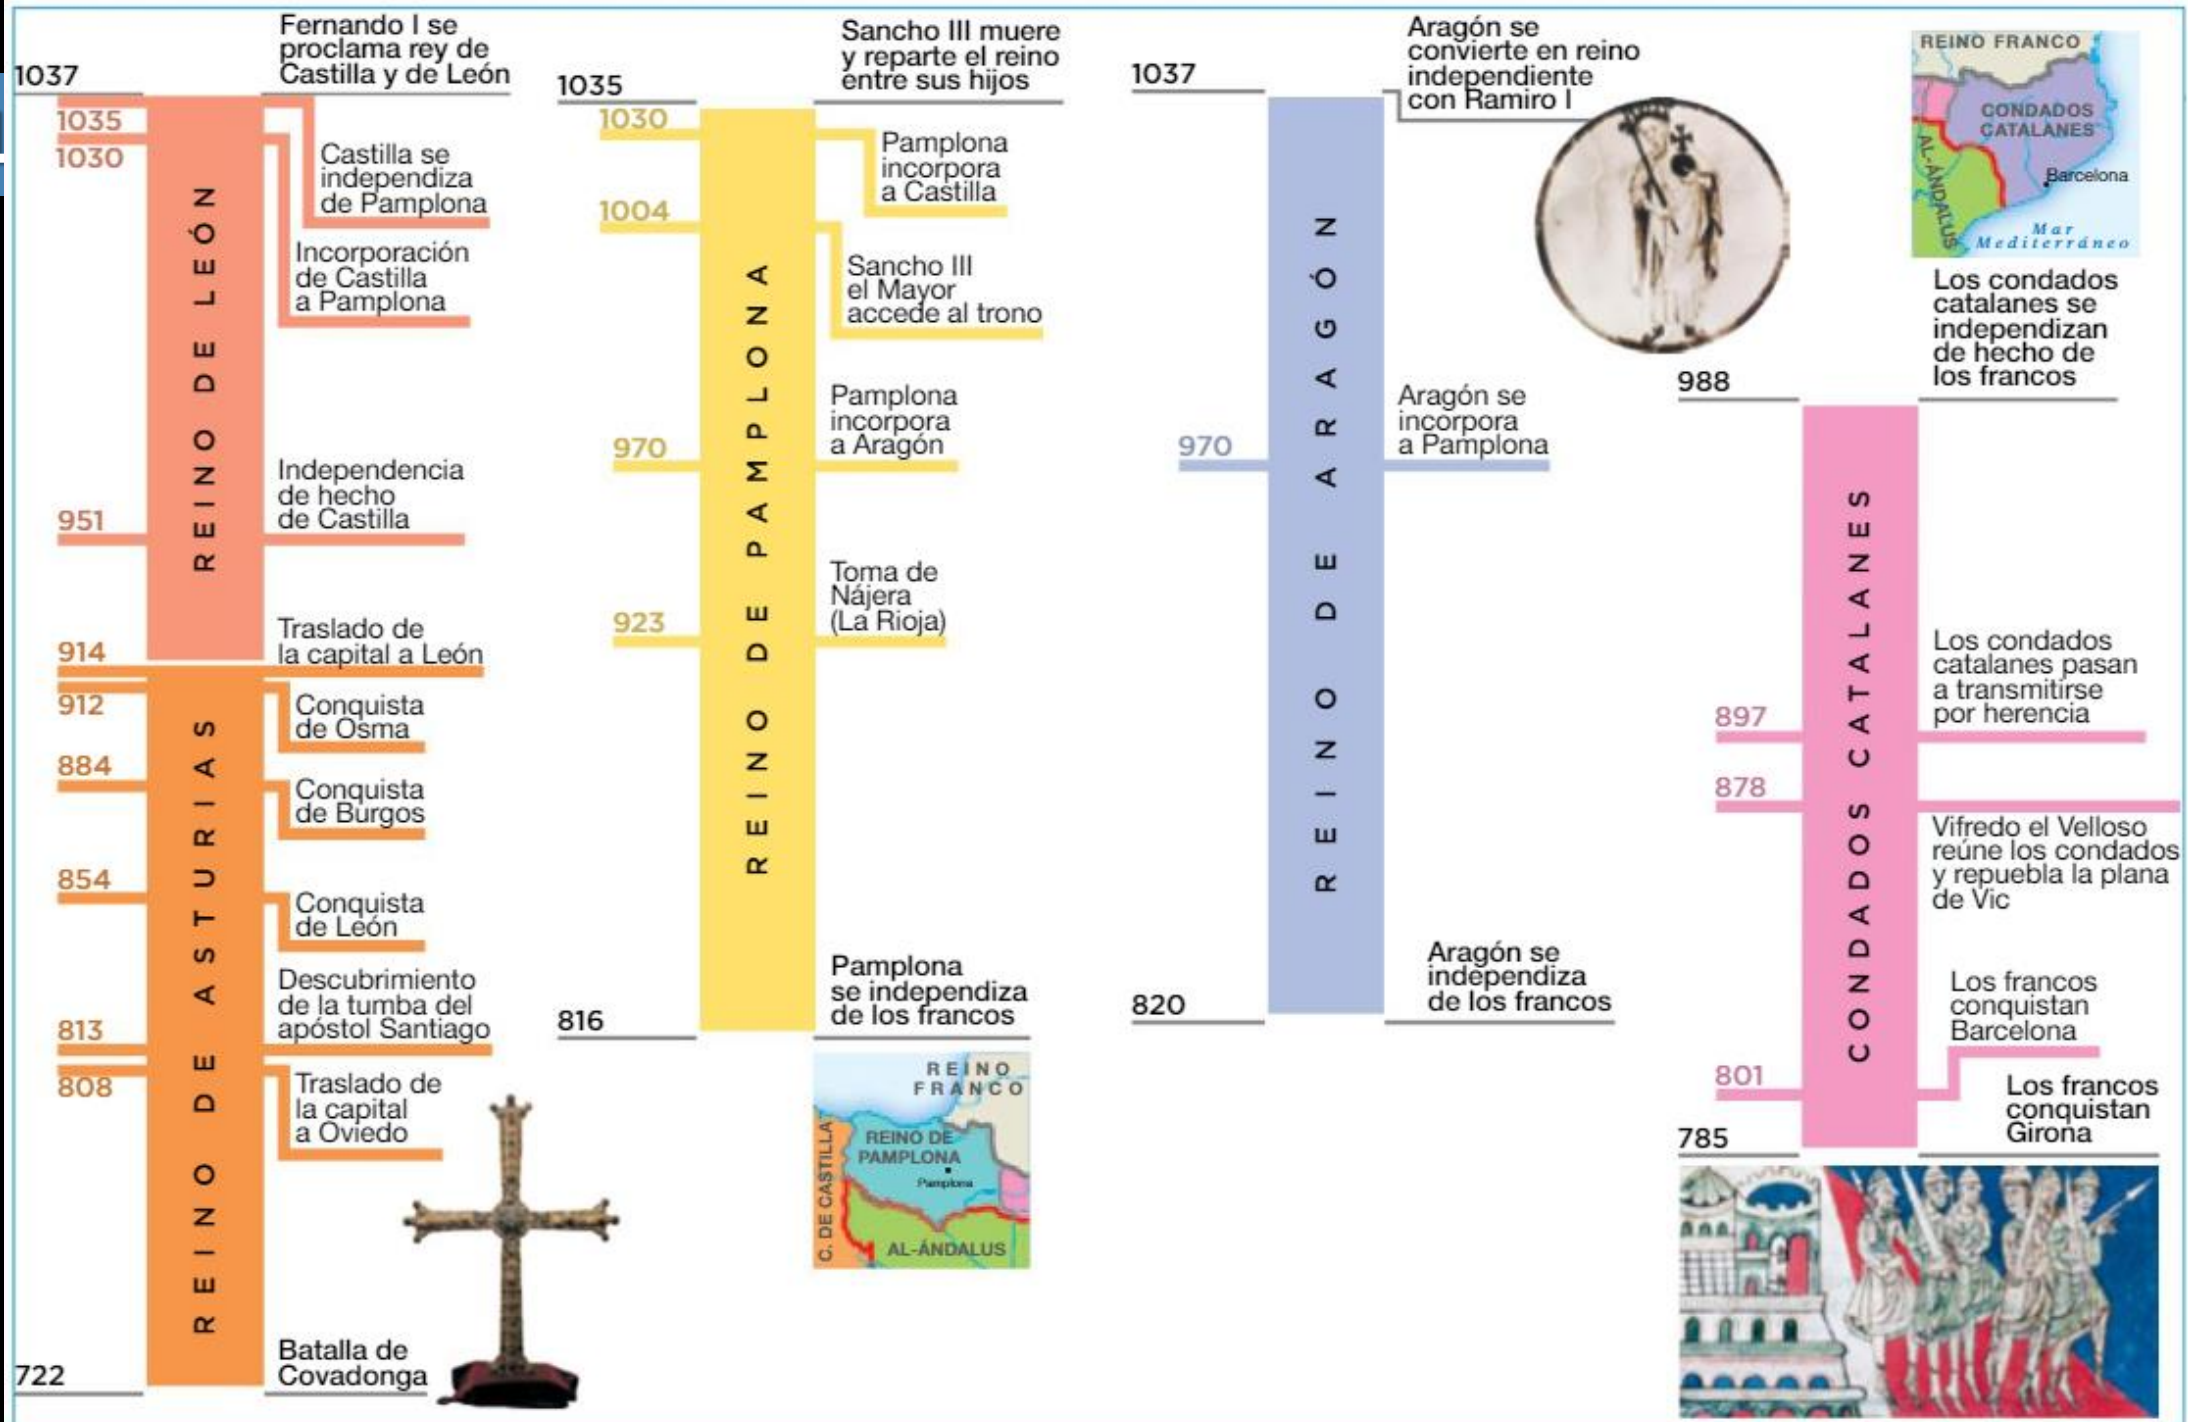 1037
Fernando I se
proclama rey de
Castilla y de León
1035
1030
Castilla se
independiza
de Pamplona
Incorporación
de Castilla
a Pamplona
REINO DE LEÓN
951
Independencia
de hecho
de Castilla
914
Traslado de
la capital a León
912
Conquista
de Osma
884
Conquista
de Burgos
854
Conquista
de León
REINO DE ASTURIAS
813
Descubrimiento
de la tumba del
apóstol Santiago
808
Traslado de
la capital
a Oviedo
722
Batalla de
Covadonga
1035
Sancho III muere
y reparte el reino
entre sus hijos
1030
Pamplona
incorpora
a Castilla
1004
Sancho III
el Mayor
accede al trono
REINO DE PAMPLONA
970
Pamplona
incorpora
a Aragón
923
Toma de
Nájera
(La Rioja)
816
Pamplona
se independiza
de los francos
REINO
FRANCO
REINO DE
PAMPLONA
Pamplona
C. DE CASTILLA
AL-ÁNDALUS
1037
Aragón se
convierte en reino
independiente
con Ramiro I
REINO DE ARAGÓN
970
Aragón se
incorpora
a Pamplona
820
Aragón se
independiza
de los francos
REINO FRANCO
CONDADOS
CATALANES
AL-ÁNDALUS
Barcelona
Mar
Mediterráneo
988
Los condados
catalanes se
independizan
de hecho de
los francos
CONDADOS CATALANES
897
Los condados
catalanes pasan
a transmitirse
por herencia
878
Vifredo el Velloso
reúne los condados
y repuebla la plana
de Vic
801
Los francos
conquistan
Barcelona
785
Los francos
conquistan
Girona